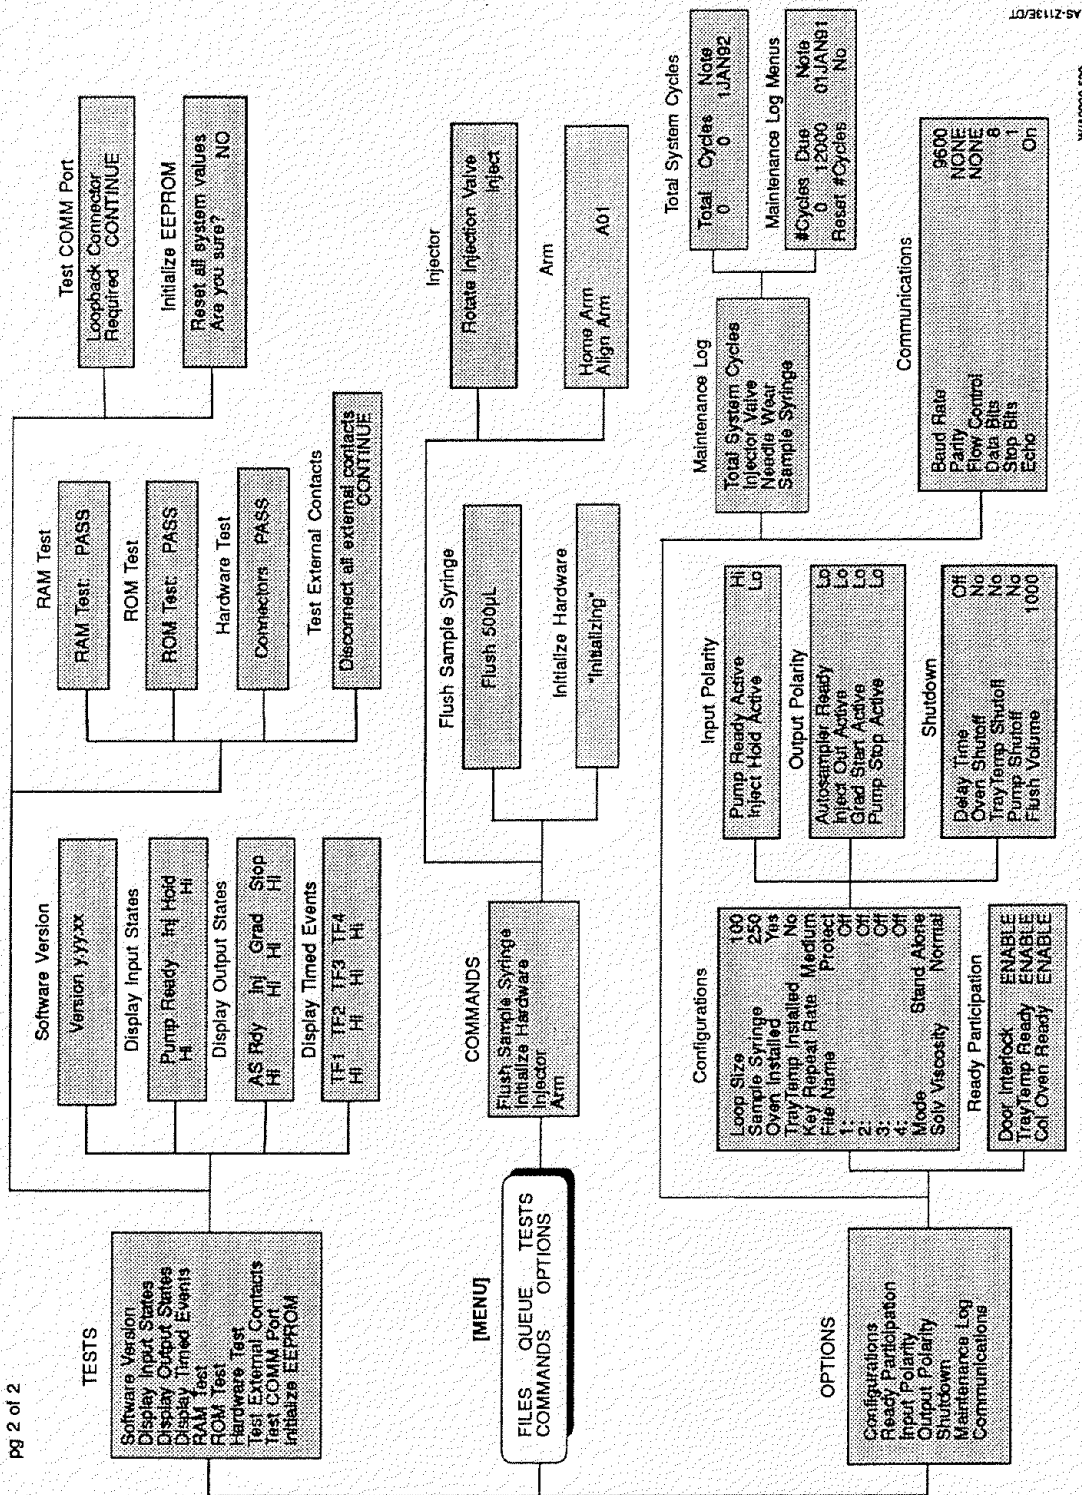 pg 2 of 2
TESTS
Software Version
Display Input States
Display Output States
Display Timed Events
RAM Test
ROM Test
Hardware Test
Test External Contacts
Test COMM Port
Initialize EEPROM
Software Version
Version y.yy:xx
Display Input States
Pump Ready Inj Hold
Hi Hi
Display Output States
AS Rdy Inj Grad Stop
Hi Hi Hi Hi
Display Timed Events
TF1 TF2 TF3 TF4
Hi Hi Hi Hi
RAM Test
RAM Test: PASS
ROM Test
ROM Test: PASS
Hardware Test
Connectors PASS
Test External Contacts
Disconnect all external contacts
CONTINUE
Test COMM Port
Loopback Connector
Required CONTINUE
Initialize EEPROM
Reset all system values
Are you sure? NO
[MENU]
FILES QUEUE TESTS
COMMANDS OPTIONS
COMMANDS
Flush Sample Syringe
Initialize Hardware
Injector
Arm
Flush Sample Syringe
Flush 500µL
Initialize Hardware
"Initializing"
Injector
Rotate Injection Valve
Inject
Arm
Home Arm
Align Arm A01
OPTIONS
Configurations
Ready Participation
Input Polarity
Output Polarity
Shutdown
Maintenance Log
Communications
Configurations
Loop Size 100
Sample Syringe 250
Oven Installed Yes
TrayTemp Installed No
Key Repeat Rate Medium
File Name Protect
1: Off
2: Off
3: Off
4: Off
Mode Stand Alone
Solv Viscosity Normal
Ready Participation
Door Interlock ENABLE
TrayTemp Ready ENABLE
Col Oven Ready ENABLE
Input Polarity
Pump Ready Active Hi
Inject Hold Active Lo
Output Polarity
Autosampler Ready Lo
Inject Out Active Lo
Grad Start Active Lo
Pump Stop Active Lo
Shutdown
Delay Time Off
Oven Shutoff No
TrayTemp Shutoff No
Pump Shutoff No
Flush Volume 1000
Maintenance Log
Total System Cycles
Injector Valve
Needle Wear
Sample Syringe
Total System Cycles
Total Cycles Note
0 0 1JAN92
Maintenance Log Menus
#Cycles Due Note
0 12000 01JAN91
Reset #Cycles No
Communications
Baud Rate 9600
Parity NONE
Flow Control NONE
Data Bits 8
Stop Bits 1
Echo On
AS-Z113E/DT